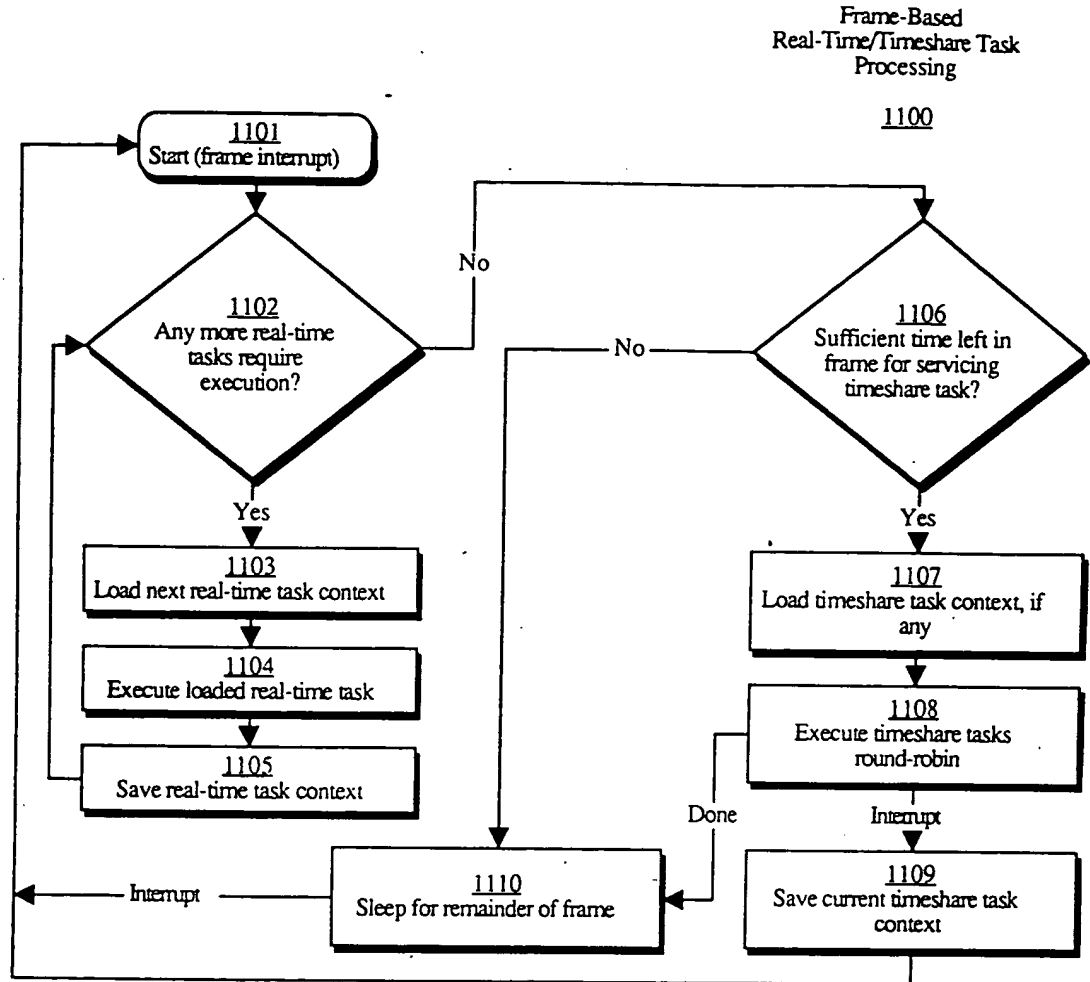 Frame-Based
Real-Time/Timeshare Task
Processing
1100
1101
Start (frame interrupt)
No
1102
Any more real-time
tasks require
execution?
No
1106
Sufficient time left in
frame for servicing
timeshare task?
Yes
1103
Load next real-time task context
1104
Execute loaded real-time task
1105
Save real-time task context
Yes
1107
Load timeshare task context, if
any
1108
Execute timeshare tasks
round-robin
Done
Interrupt
1109
Save current timeshare task
context
1110
Sleep for remainder of frame
Interrupt